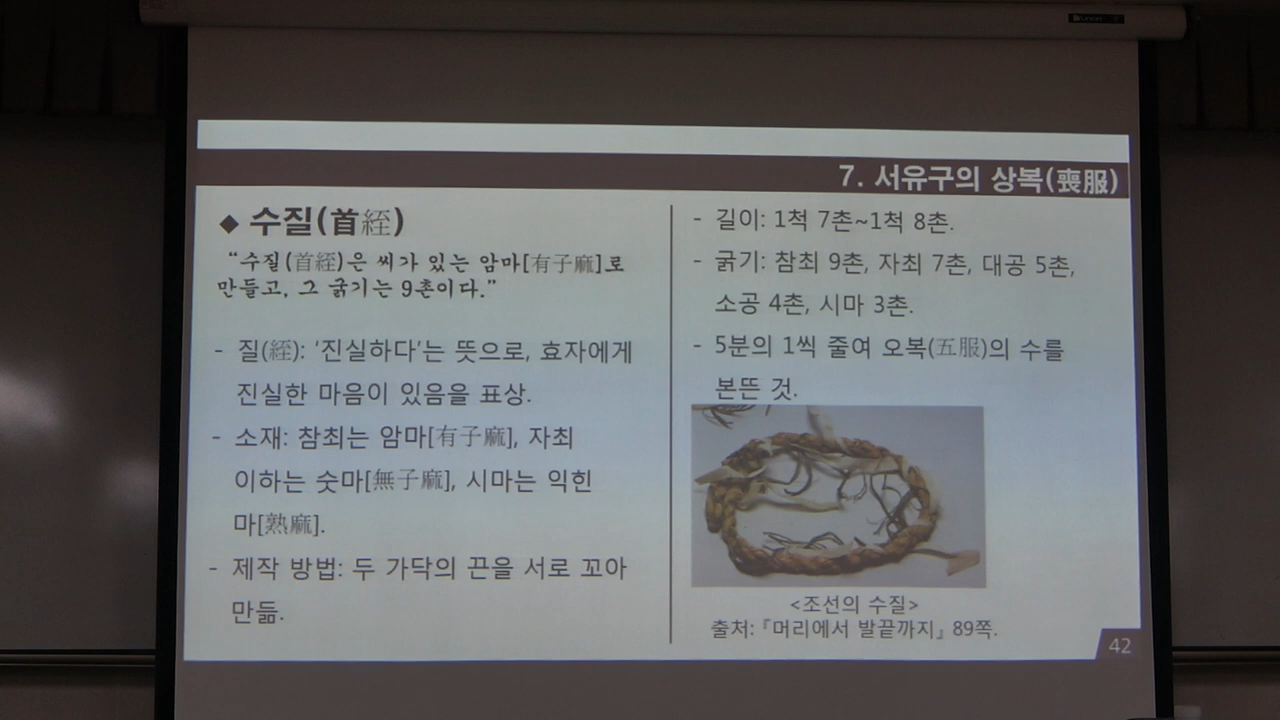 7. 서유구의 상복(喪服)
◆ 수질(首絰)
“수질(首絰)은 씨가 있는 암마[有子麻]로
만들고, 그 굵기는 9촌이다.”
- 질(絰): ‘진실하다’는 뜻으로, 효자에게
진실한 마음이 있음을 표상.
- 소재: 참최는 암마[有子麻], 자최
이하는 숫마[無子麻], 시마는 익힌
마[熟麻].
- 제작 방법: 두 가닥의 끈을 서로 꼬아
만듦.
- 길이: 1척 7촌~1척 8촌.
- 굵기: 참최 9촌, 자최 7촌, 대공 5촌,
소공 4촌, 시마 3촌.
- 5분의 1씩 줄여 오복(五服)의 수를
본뜬 것.
<조선의 수질>
출처:『머리에서 발끝까지』 89쪽.
42